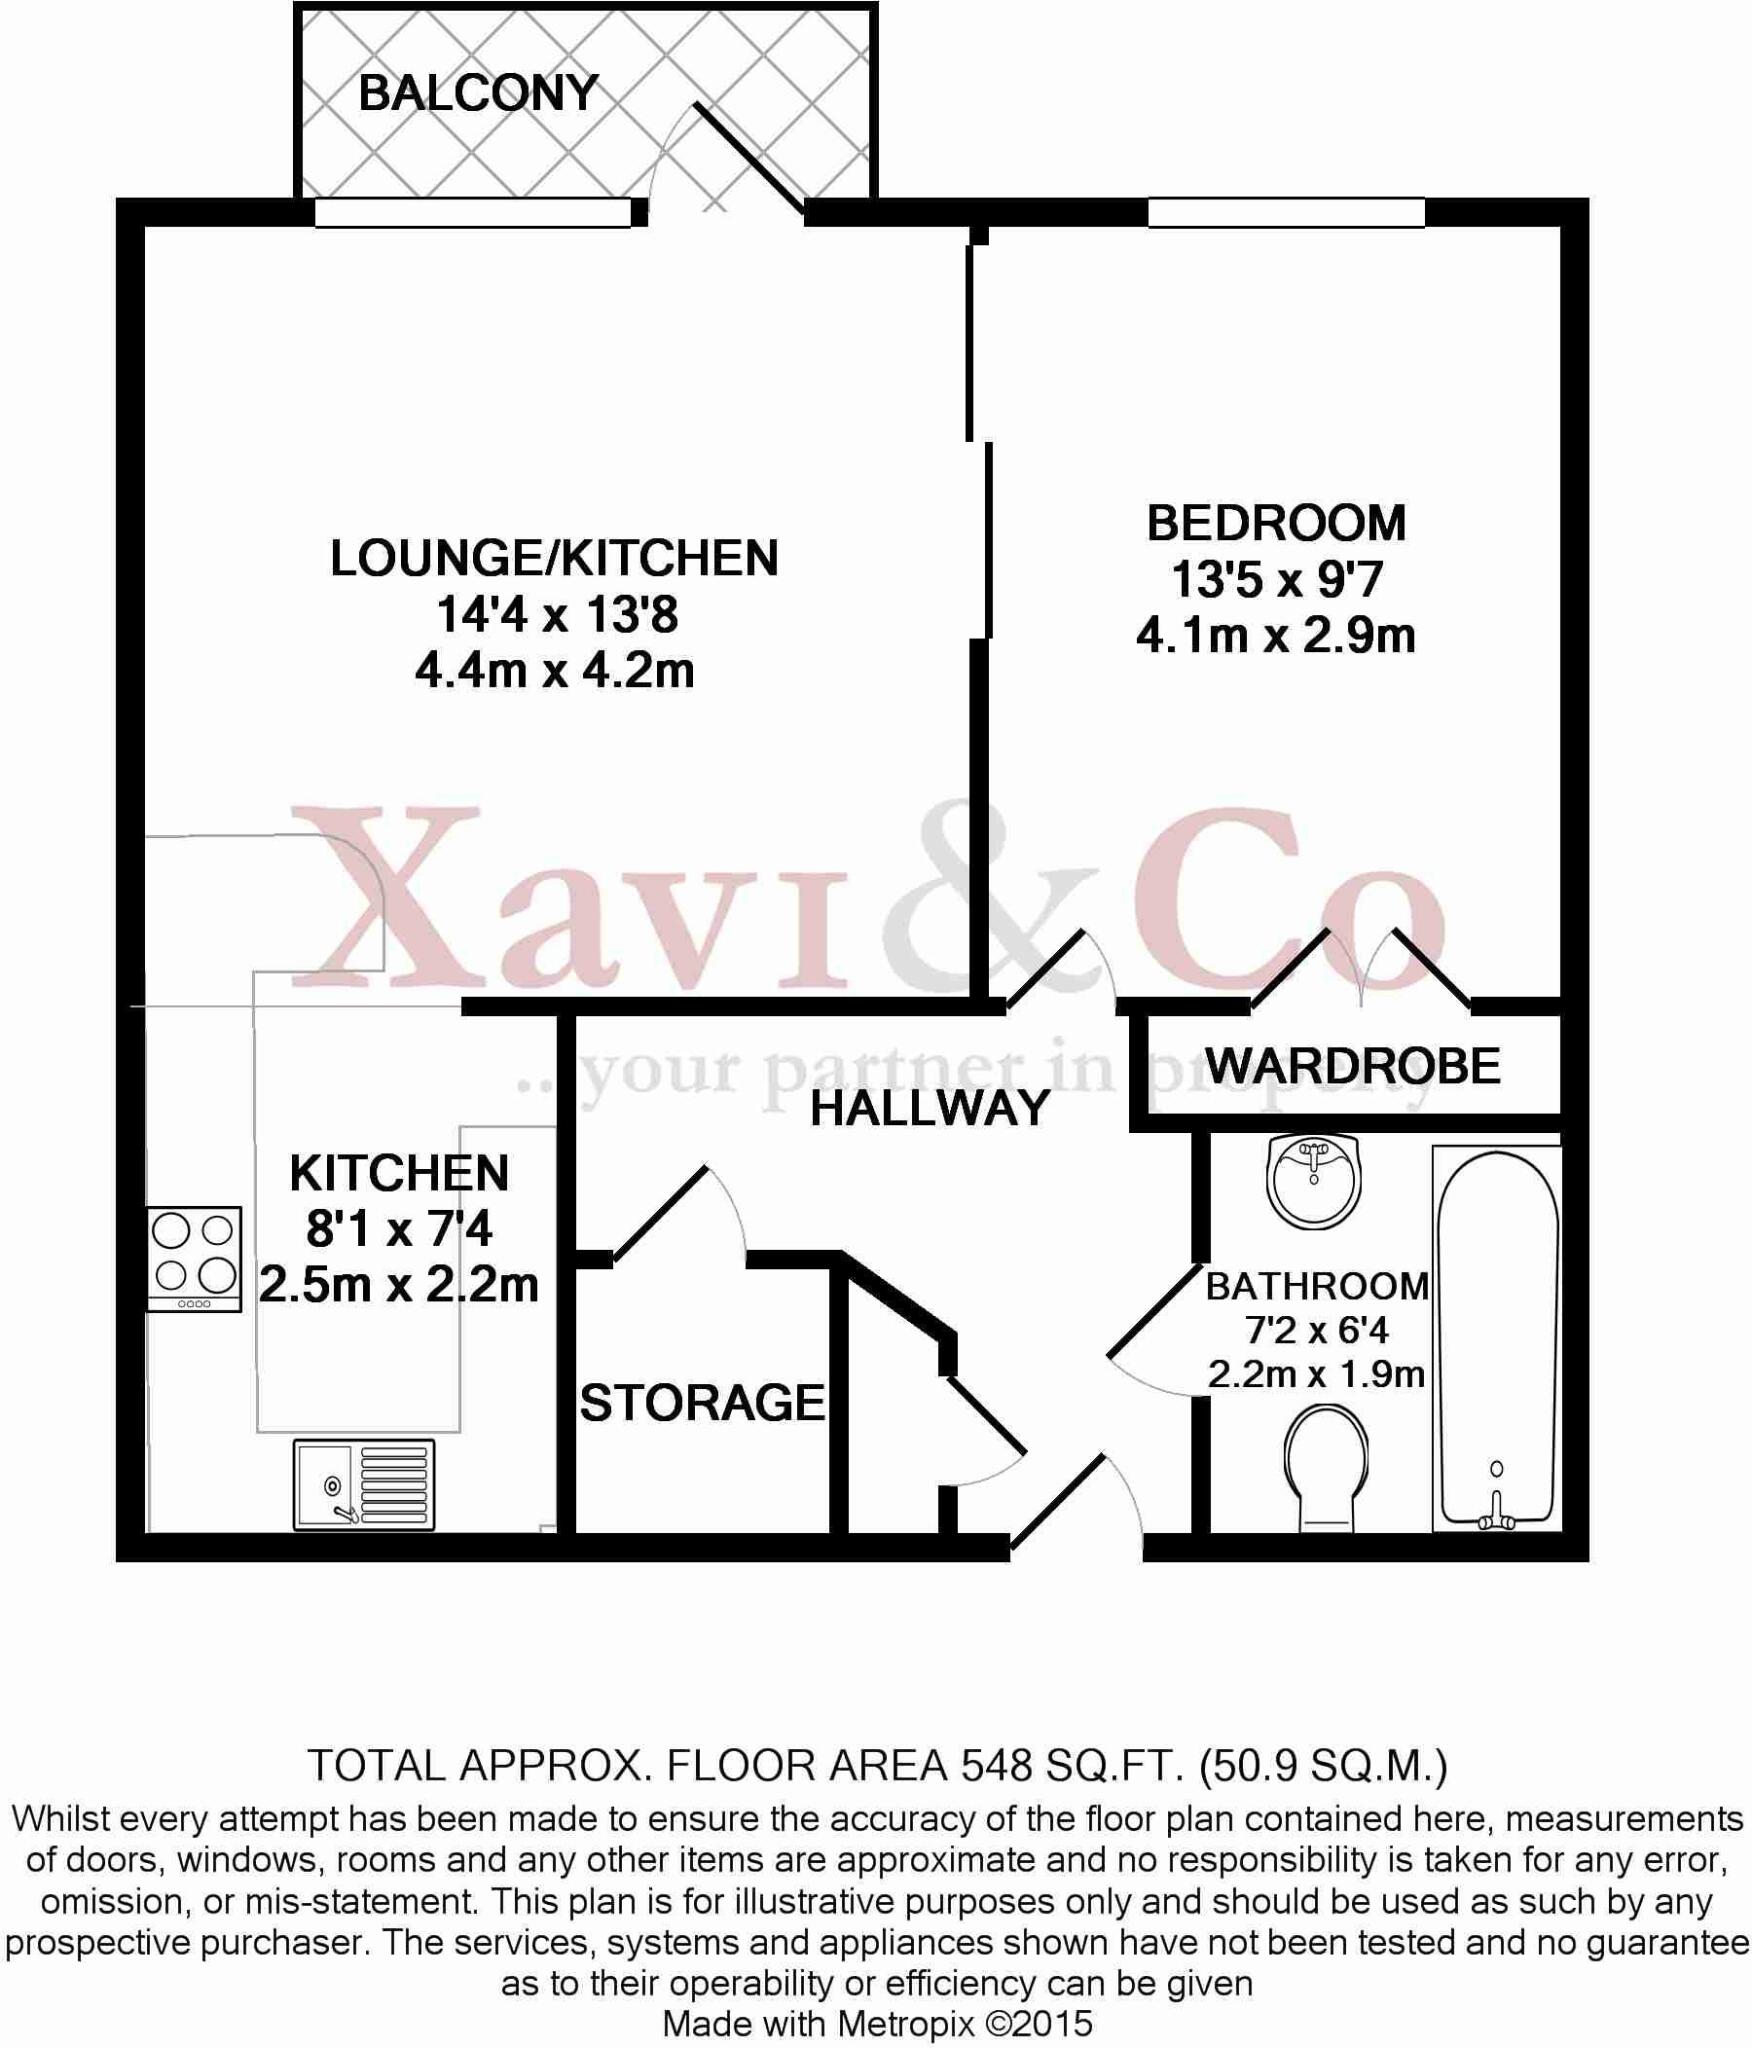 BALCONY
LOUNGE/KITCHEN
14'4 x 13'8
4.4m x 4.2m
BEDROOM
13'5 x 9'7
4.1m x 2.9m
Xavi&Co
...your partner in property
WARDROBE
HALLWAY
KITCHEN
8'1 x 7'4
2.5m x 2.2m
BATHROOM
7'2 x 6'4
2.2m x 1.9m
STORAGE
TOTAL APPROX. FLOOR AREA 548 SQ.FT. (50.9 SQ.M.)
Whilst every attempt has been made to ensure the accuracy of the floor plan contained here, measurements
of doors, windows, rooms and any other items are approximate and no responsibility is taken for any error,
omission, or mis-statement. This plan is for illustrative purposes only and should be used as such by any
prospective purchaser. The services, systems and appliances shown have not been tested and no guarantee
as to their operability or efficiency can be given
Made with Metropix ©2015